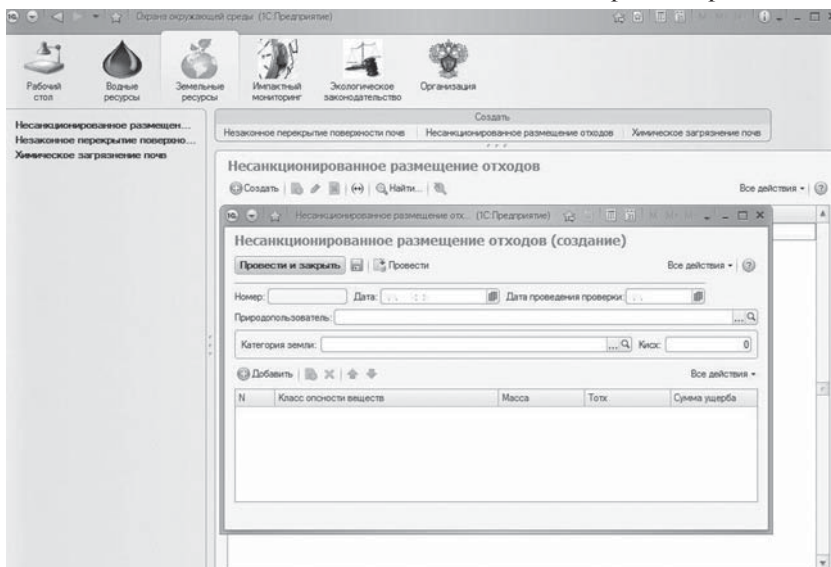 Охрана окружающей среды (1С:Предприятие)
Рабочий стол
Водные ресурсы
Земельные ресурсы
Импактный мониторинг
Экологическое законодательство
Организация
Несанкционированное размещен...
Незаконное перекрытие поверхно...
Химическое загрязнение почв
Создать
Незаконное перекрытие поверхности почв Несанкционированное размещение отходов Химическое загрязнение почв
Несанкционированное размещение отходов
Создать Найти... Все действия
Несанкционированное размещение отх... (1С:Предприятие)
Несанкционированное размещение отходов (создание)
Провести и закрыть Провести Все действия
Номер: Дата: Дата проведения проверки:
Природопользователь:
Категория земли: Кисх: 0
Добавить Все действия
N Класс опсности веществ Масса Тотх Сумма ущерба